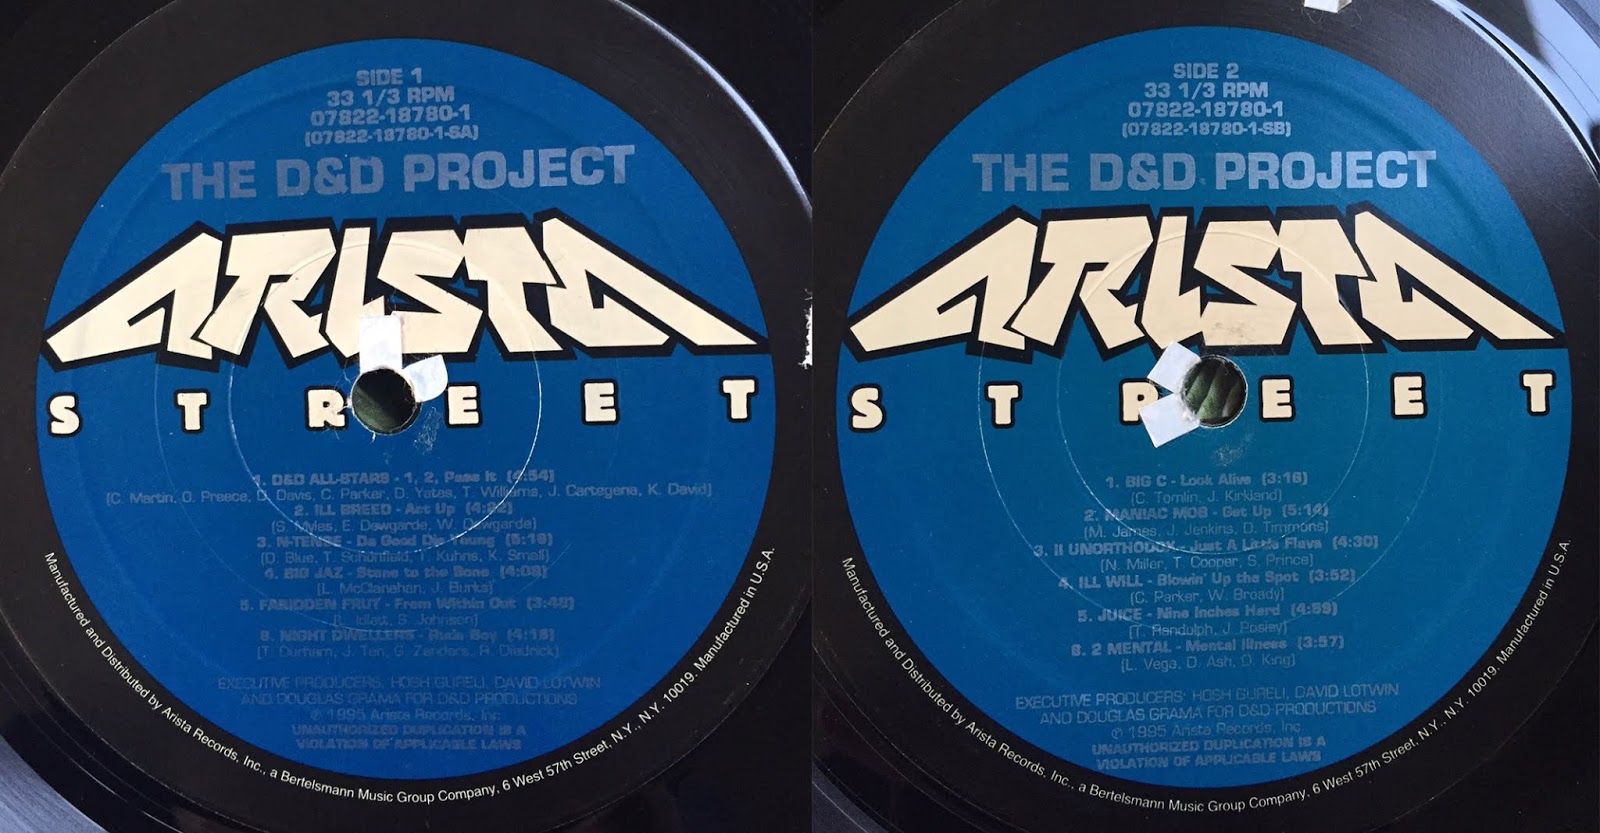 SIDE 1
33 1/3 RPM
07822-18780-1
(07822-18780-1-SA)
THE D&D PROJECT
ARISTA
STREET
1. D&D ALL-STARS - 1, 2, Pass it (4:54)
(C. Martin, O. Preece, D. Davis, C. Parker, D. Yates, T. Williams, J. Cartegena, K. David)
2. ILL BREED - Act Up
(S. Myles, E. Dewgarde, W. Dewgarde)
3. N-TENSE - Da Good Die Young (5:19)
(D. Blue, T. Schonfield, T. Kuhns, K. Small)
4. BIG JAZ - Stone to the Bone (4:08)
(L. McClanahan, J. Burks)
5. FABIDDEN FRUT - From Within Out (3:48)
S. Johnson)
6. NIGHT DWELLERS - Rude Boy (4:18)
(T. Durham, J. Ten, G. Zanders, R.
EXECUTIVE PRODUCERS: HOSH GURELI, DAVID LOTWIN
AND DOUGLAS GRAMA FOR D&D PRODUCTIONS
℗ 1995 Arista Records, Inc.
UNAUTHORIZED DUPLICATION IS A
VIOLATION OF APPLICABLE LAWS
Manufactured and Distributed by Arista Records, Inc., a Bertelsmann Music Group Company, 6 West 57th Street, N.Y., N.Y. 10019. Manufactured in U.S.A.
SIDE 2
33 1/3 RPM
07822-18780-1
(07822-18780-1-SB)
THE D&D PROJECT
ARISTA
STREET
1. BIG C - Look Alive (3:16)
(C. Tomlin, J. Kirkland)
2. MANIAC MOB - Get Up (5:14)
(M. James, J. Jenkins, D. Timmons)
3. II UNORTHODOX - Just A Little Flava (4:30)
(N. Miller, T. Cooper, S. Prince)
4. ILL WILL - Blowin' Up the Spot (3:52)
(C. Parker, W. Broady)
5. JUICE - Nine Inches Hard (4:59)
(T. Randolph, J. Posley)
6. 2 MENTAL - Mental Illness (3:57)
(L. Vega, D. Ash, D. King)
EXECUTIVE PRODUCERS: HOSH GURELI, DAVID LOTWIN
AND DOUGLAS GRAMA FOR D&D PRODUCTIONS
℗ 1995 Arista Records, Inc.
UNAUTHORIZED DUPLICATION IS A
VIOLATION OF APPLICABLE LAWS
Manufactured and Distributed by Arista Records, Inc., a Bertelsmann Music Group Company, 6 West 57th Street, N.Y., N.Y. 10019. Manufactured in U.S.A.